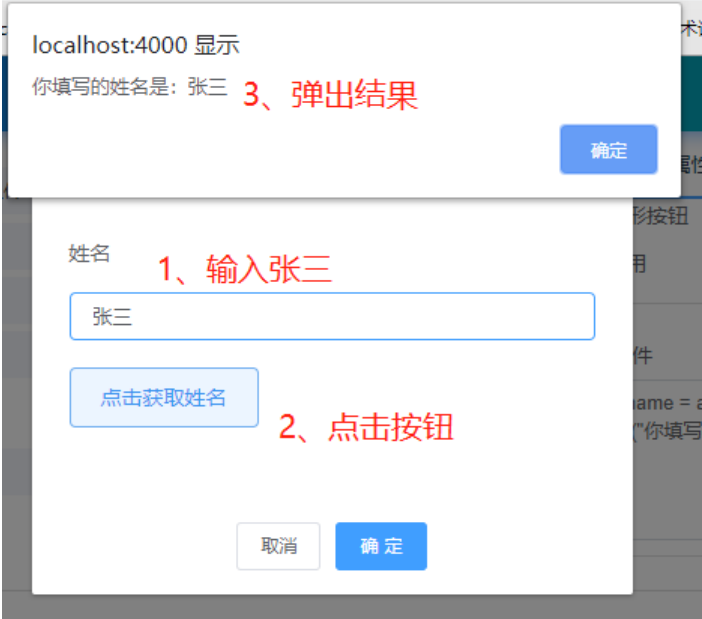 localhost:4000 显示
你填写的姓名是：张三
3、弹出结果
确定
姓名
1、输入张三
张三
点击获取姓名
2、点击按钮
取消
确 定
形按钮
用
件
name = a
("你填写